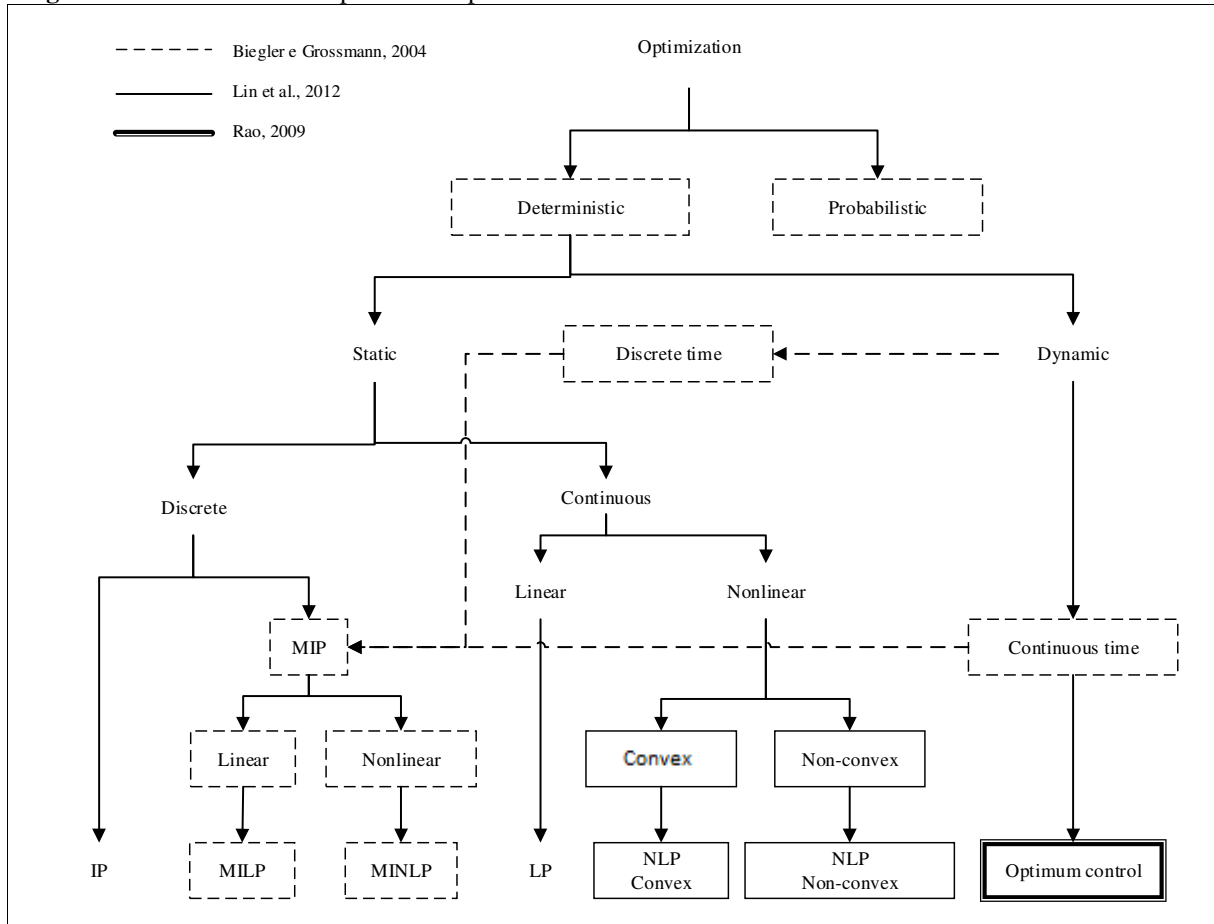 Biegler e Grossmann, 2004
Optimization
Lin et al., 2012
Rao, 2009
Deterministic
Probabilistic
Static
Discrete time
Dynamic
Discrete
Continuous
Linear
Nonlinear
MIP
Continuous time
Linear
Nonlinear
Convex
Non-convex
IP
MILP
MINLP
LP
NLP
Convex
NLP
Non-convex
Optimum control